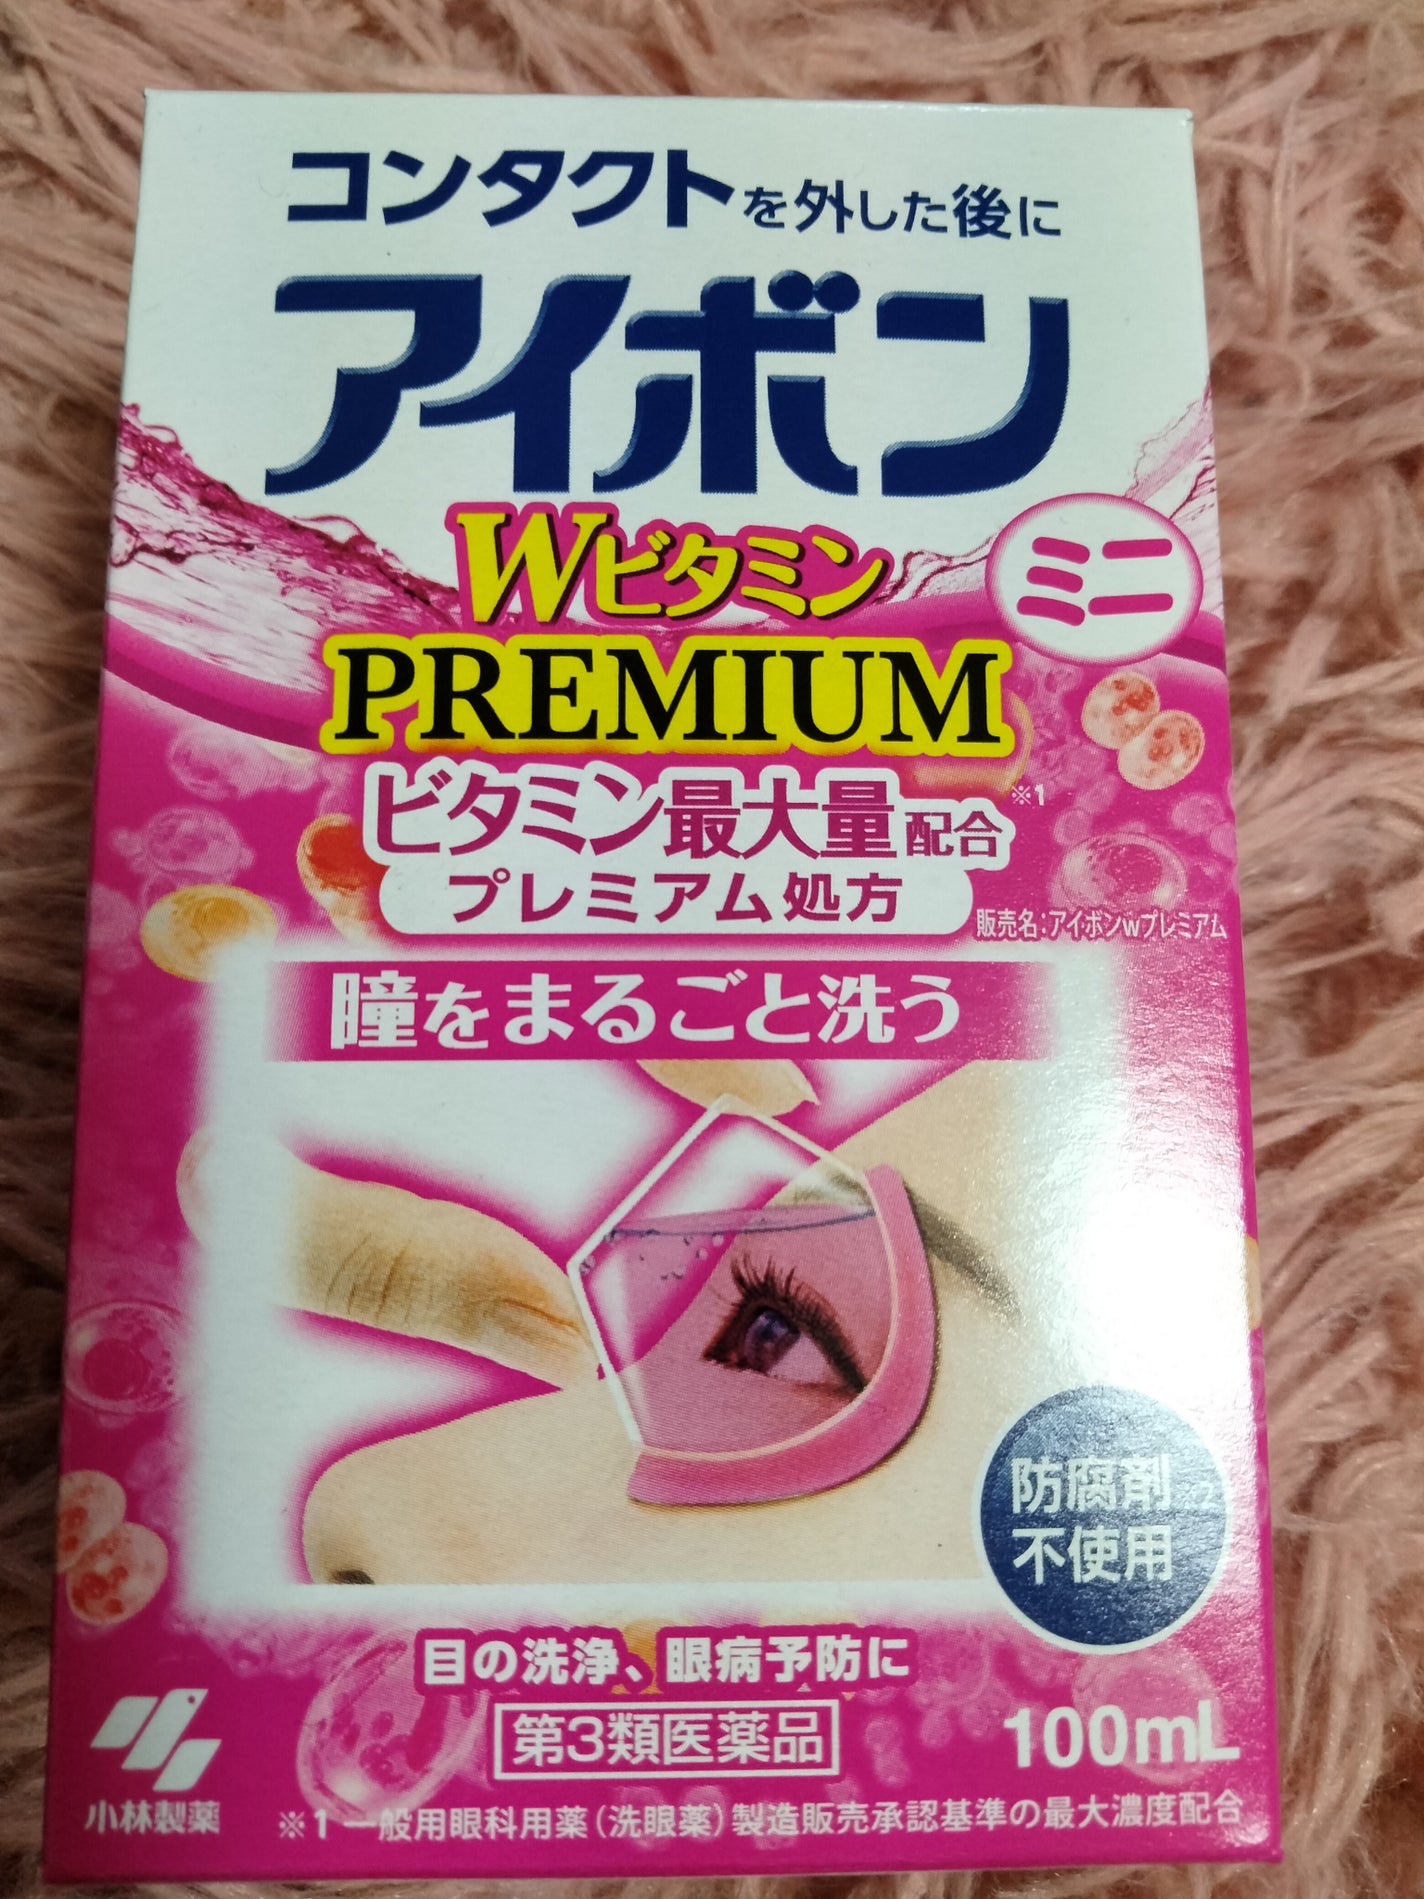 コンタクトを外した後に
アイボン
Wビタミン
ミニ
PREMIUM
ビタミン最大量配合※1
プレミアム処方
販売名:アイボンwプレミアム
瞳をまるごと洗う
防腐剤
不使用
目の洗浄、眼病予防に
第3類医薬品
100mL
小林製薬
※1 一般用眼科用薬(洗眼薬)製造販売承認基準の最大濃度配合